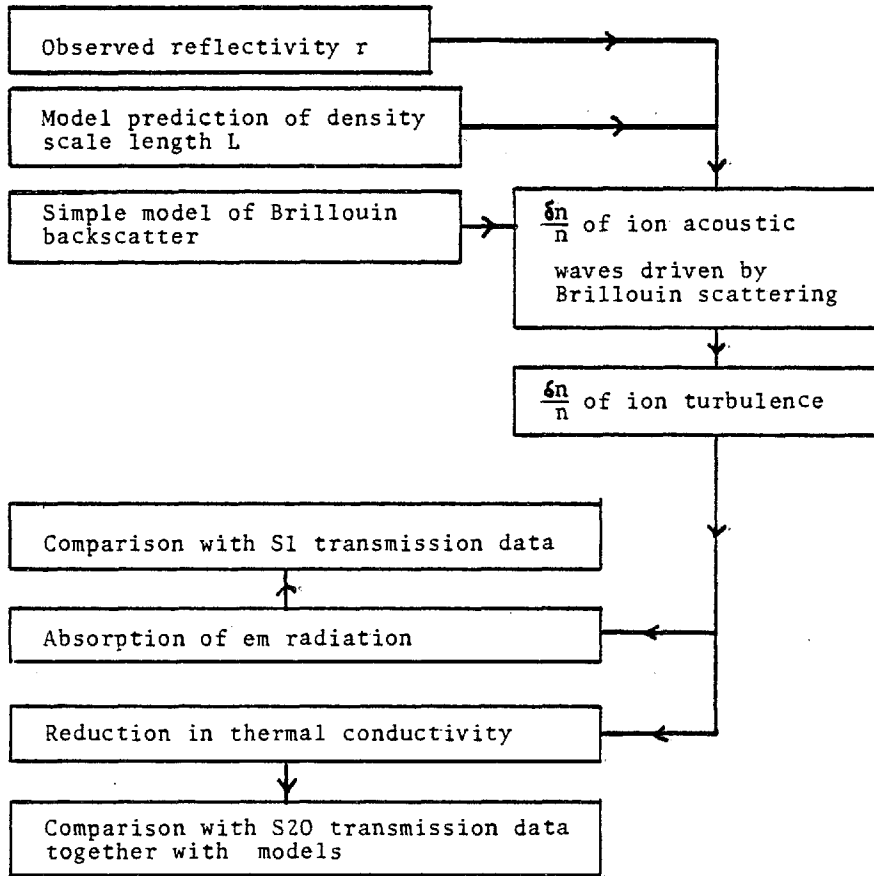 Observed reflectivity r
Model prediction of density
scale length L
Simple model of Brillouin
backscatter
δn/n of ion acoustic
waves driven by
Brillouin scattering
δn/n of ion turbulence
Comparison with S1 transmission data
Absorption of em radiation
Reduction in thermal conductivity
Comparison with S20 transmission data
together with models